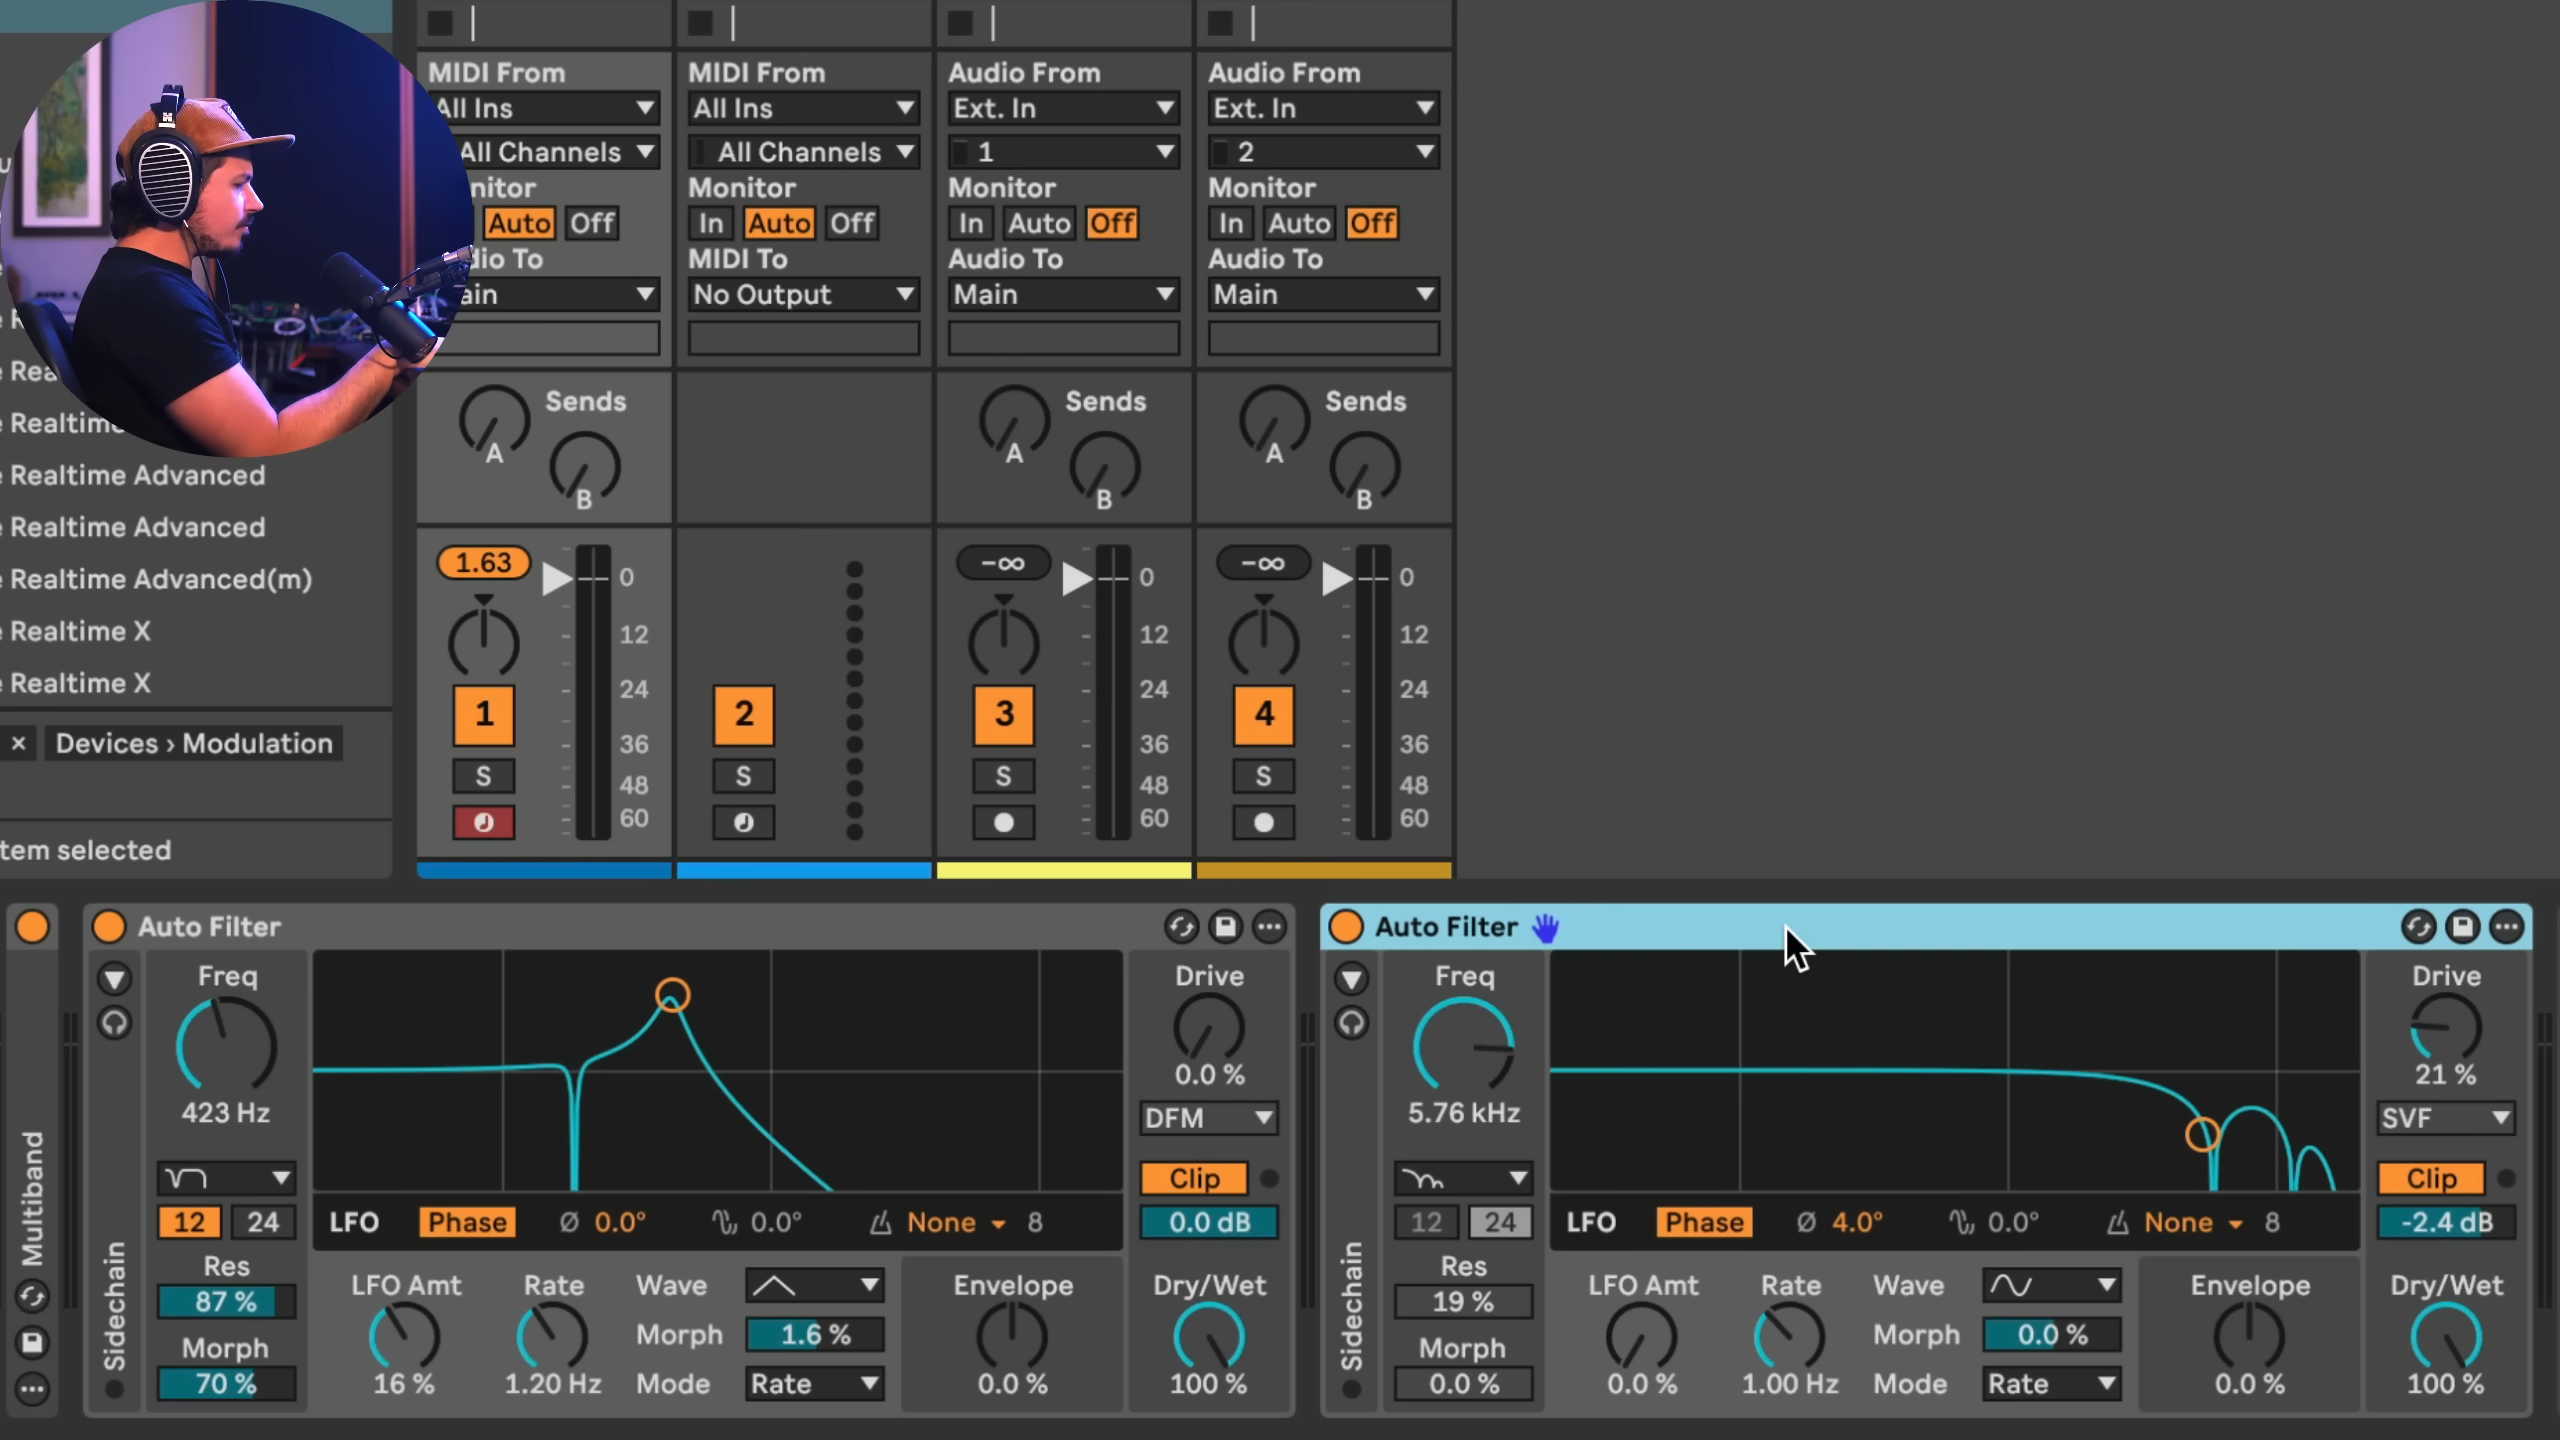 MIDI From
MIDI From
Audio From
Audio From
All Ins
All Ins
Ext. In
Ext. In
All Channels
All Channels
1
2
nitor
Monitor
Monitor
Monitor
Auto Off
In Auto Off
In Auto Off
In Auto Off
dio To
MIDI To
Audio To
Audio To
ain
No Output
Main
Main
Sends
A
B
Sends
A
B
Sends
A
B
e Rea
e Realtime
e Realtime Advanced
e Realtime Advanced
e Realtime Advanced(m)
e Realtime X
e Realtime X
× Devices › Modulation
tem selected
1.63
0
12
24
36
48
60
1
S
2
S
-∞
0
12
24
36
48
60
3
S
-∞
0
12
24
36
48
60
4
S
Multiband
Auto Filter
Sidechain
Freq
423 Hz
12 24
Res
87 %
Morph
70 %
LFO Phase Ø 0.0° 0.0° None 8
LFO Amt
16 %
Rate
1.20 Hz
Wave
Morph 1.6 %
Mode Rate
Envelope
0.0 %
Drive
0.0 %
DFM
Clip
0.0 dB
Dry/Wet
100 %
Auto Filter
Sidechain
Freq
5.76 kHz
12 24
Res
19 %
Morph
0.0 %
LFO Phase Ø 4.0° 0.0° None 8
LFO Amt
0.0 %
Rate
1.00 Hz
Wave
Morph 0.0 %
Mode Rate
Envelope
0.0 %
Drive
21 %
SVF
Clip
-2.4 dB
Dry/Wet
100 %